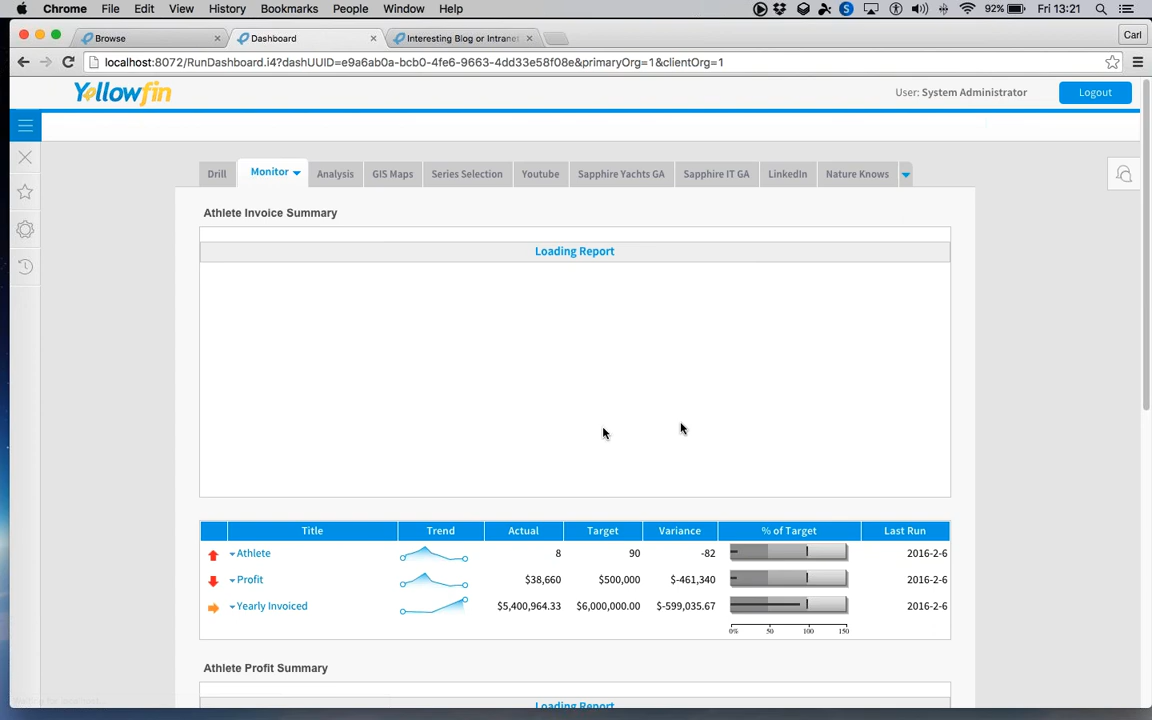 Chrome File Edit View History Bookmarks People Window Help 92% Fri 13:21
Browse Dashboard Interesting Blog or Intranet Carl
localhost:8072/RunDashboard.i4?dashUUID=e9a6ab0a-bcb0-4fe6-9663-4dd33e58f08e&primaryOrg=1&clientOrg=1
Yellowfin User: System Administrator Logout
Drill Monitor Analysis GIS Maps Series Selection Youtube Sapphire Yachts GA Sapphire IT GA LinkedIn Nature Knows
Athlete Invoice Summary
Loading Report
Title Trend Actual Target Variance % of Target Last Run
Athlete 8 90 -82 2016-2-6
Profit $38,660 $500,000 $-461,340 2016-2-6
Yearly Invoiced $5,400,964.33 $6,000,000.00 $-599,035.67 2016-2-6
0% 50 100 150
Athlete Profit Summary
Loading Report